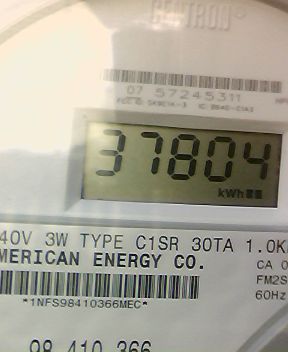 CENTRON
07 57245311
37804
kWh
40V 3W TYPE C1SR 30TA 1.0K
MERICAN ENERGY CO.
CA 0
FM2S
60Hz
*1NFS98410366MEC*
98 410 366